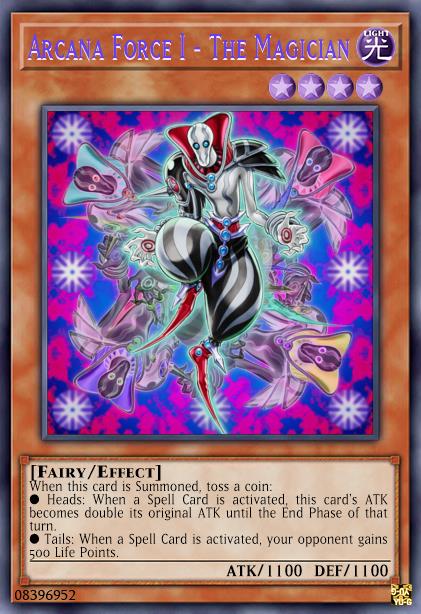 Arcana Force I - The Magician
LIGHT
光
[Fairy/Effect]
When this card is Summoned, toss a coin:
● Heads: When a Spell Card is activated, this card's ATK
becomes double its original ATK until the End Phase of that
turn.
● Tails: When a Spell Card is activated, your opponent gains
500 Life Points.
ATK/1100 DEF/1100
08396952